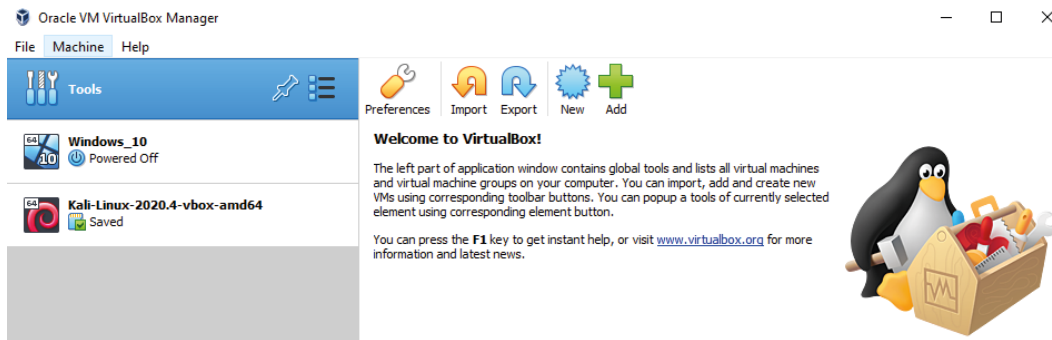 Oracle VM VirtualBox Manager
File Machine Help
Tools
Preferences Import Export New Add
64
10
Windows_10
Powered Off
64
Kali-Linux-2020.4-vbox-amd64
Saved
Welcome to VirtualBox!
The left part of application window contains global tools and lists all virtual machines
and virtual machine groups on your computer. You can import, add and create new
VMs using corresponding toolbar buttons. You can popup a tools of currently selected
element using corresponding element button.
You can press the F1 key to get instant help, or visit www.virtualbox.org for more
information and latest news.